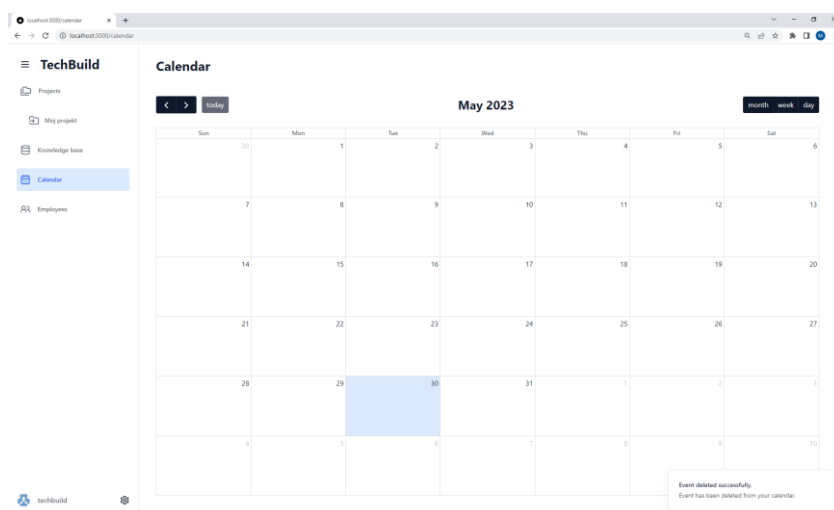 localhost:3000/calendar
localhost:3000/calendar
M
TechBuild
Calendar
Projects
today
May 2023
month week day
Moj projekt
Sun Mon Tue Wed Thu Fri Sat
30 1 2 3 4 5 6
Knowledge base
Calendar
7 8 9 10 11 12 13
Employees
14 15 16 17 18 19 20
21 22 23 24 25 26 27
28 29 30 31 1 2 3
4 5 6 7 8 9 10
Event deleted successfully.
Event has been deleted from your calendar.
techbuild